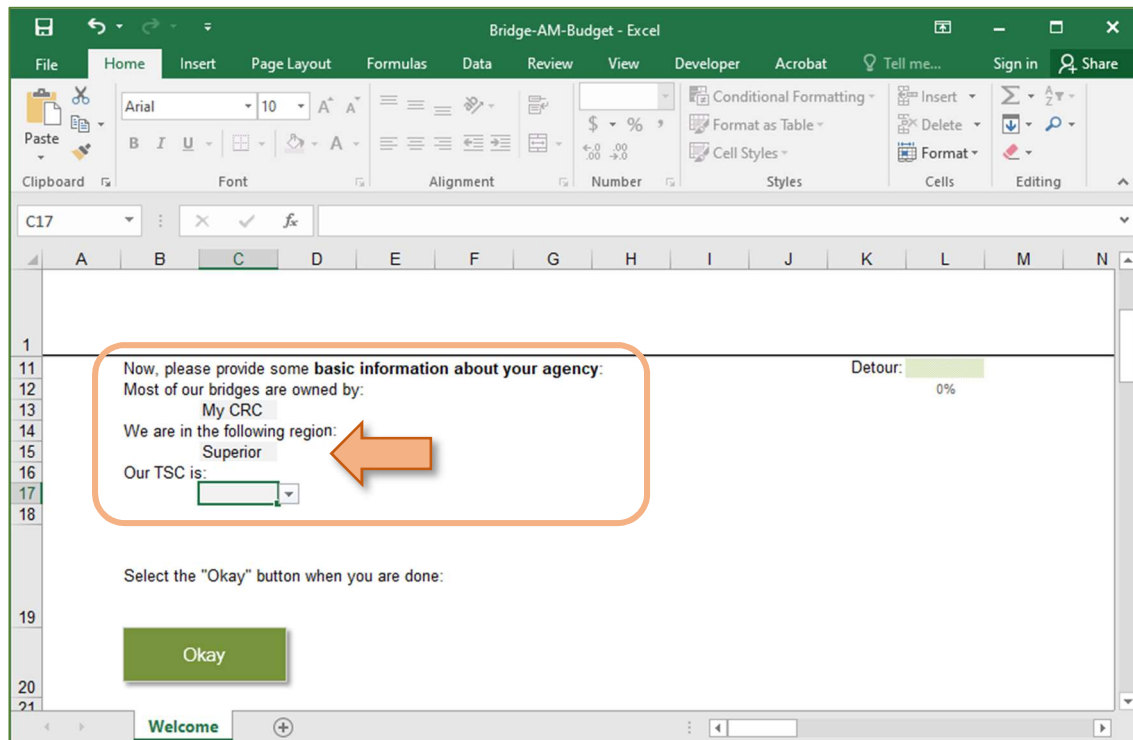 Bridge-AM-Budget - Excel
File Home Insert Page Layout Formulas Data Review View Developer Acrobat Tell me... Sign in Share
Paste
Arial 10 A A
B I U A
$ % ,
.00 .0
Conditional Formatting
Format as Table
Cell Styles
Insert
Delete
Format
Clipboard Font Alignment Number Styles Cells Editing
C17 fx
A B C D E F G H I J K L M N
1
11 Now, please provide some basic information about your agency: Detour:
12 Most of our bridges are owned by: 0%
13 My CRC
14 We are in the following region:
15 Superior
16 Our TSC is:
17
18
Select the "Okay" button when you are done:
19
Okay
20
21
Welcome